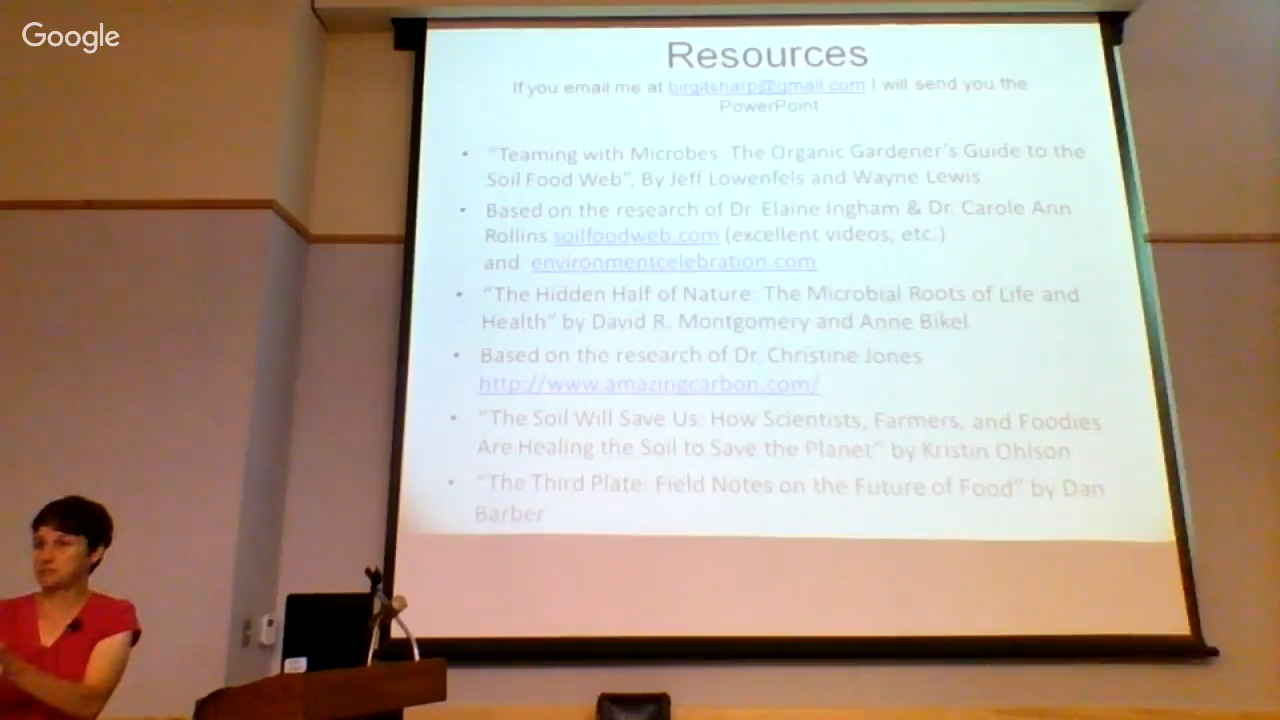 Google
Resources
If you email me at birgitsharp@gmail.com I will send you the
PowerPoint
• "Teaming with Microbes: The Organic Gardener's Guide to the
Soil Food Web", By Jeff Lowenfels and Wayne Lewis
• Based on the research of Dr. Elaine Ingham & Dr. Carole Ann
Rollins soilfoodweb.com (excellent videos, etc.)
and environmentcelebration.com
• "The Hidden Half of Nature: The Microbial Roots of Life and
Health" by David R. Montgomery and Anne Bikel
• Based on the research of Dr. Christine Jones
http://www.amazingcarbon.com/
• "The Soil Will Save Us: How Scientists, Farmers, and Foodies
Are Healing the Soil to Save the Planet" by Kristin Ohlson
• "The Third Plate: Field Notes on the Future of Food" by Dan
Barber